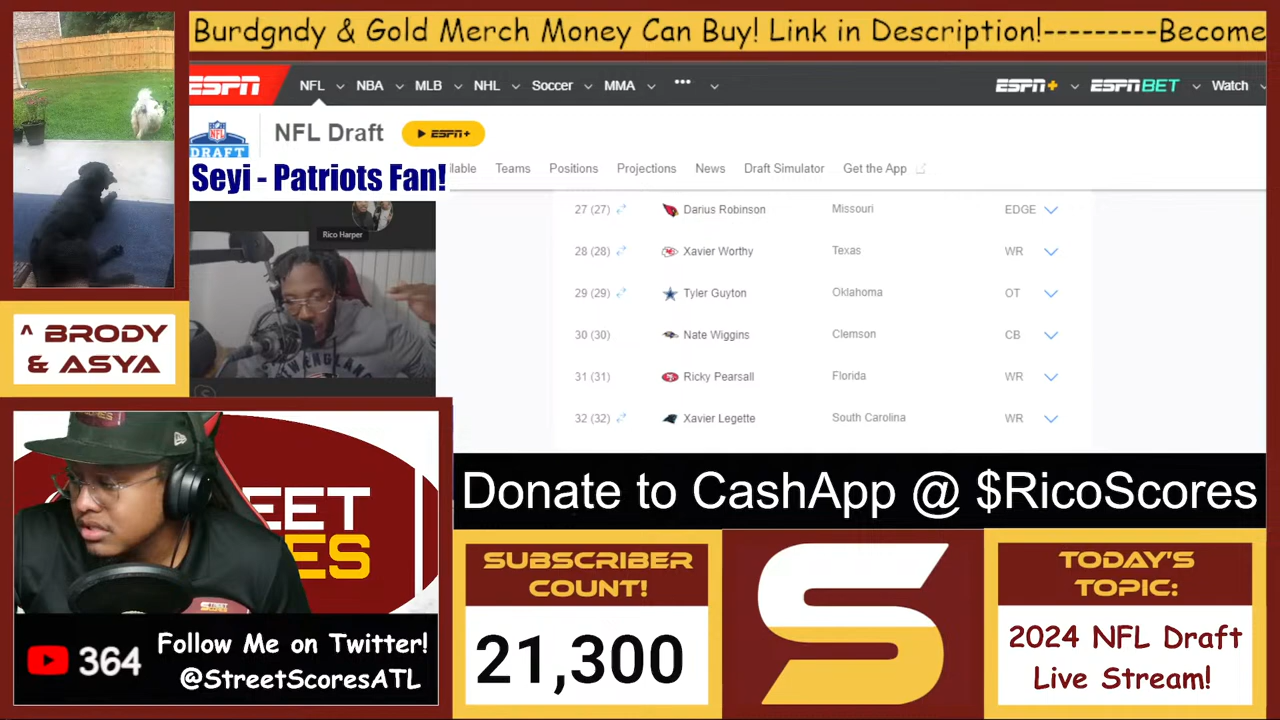 Burdgndy & Gold Merch Money Can Buy! Link in Description!---------Become
ESPN NFL NBA MLB NHL Soccer MMA ••• ESPN+ ESPN BET Watch
NFL
DRAFT
NFL Draft
ESPN+
Seyi - Patriots Fan!
ilable Teams Positions Projections News Draft Simulator Get the App
27 (27) Darius Robinson Missouri EDGE
28 (28) Xavier Worthy Texas WR
29 (29) Tyler Guyton Oklahoma OT
30 (30) Nate Wiggins Clemson CB
31 (31) Ricky Pearsall Florida WR
32 (32) Xavier Legette South Carolina WR
Rico Harper
^ BRODY
& ASYA
Donate to CashApp @ $RicoScores
SUBSCRIBER
COUNT!
21,300
S
TODAY'S
TOPIC:
2024 NFL Draft
Live Stream!
364
Follow Me on Twitter!
@StreetScoresATL